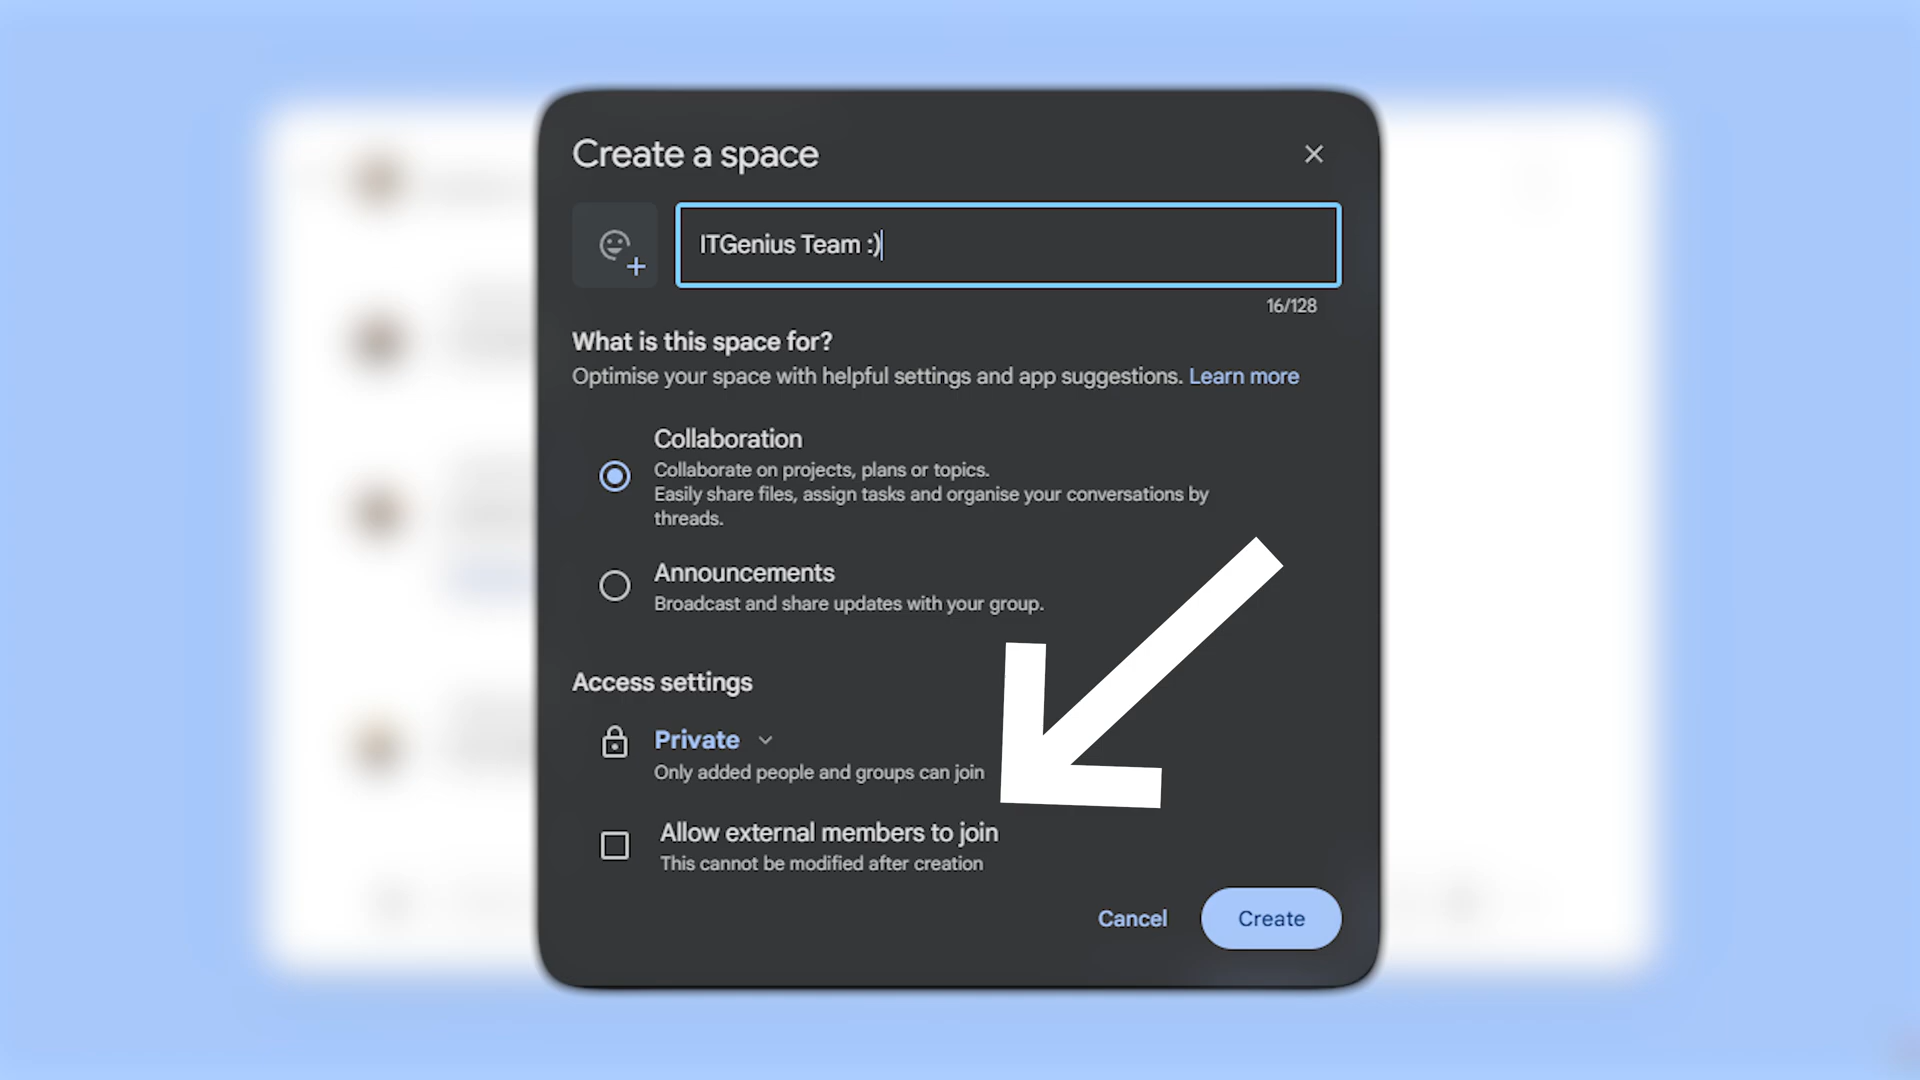 Create a space
ITGenius Team :)
16/128
What is this space for?
Optimise your space with helpful settings and app suggestions. Learn more
Collaboration
Collaborate on projects, plans or topics.
Easily share files, assign tasks and organise your conversations by
threads.
Announcements
Broadcast and share updates with your group.
Access settings
Private
Only added people and groups can join
Allow external members to join
This cannot be modified after creation
Cancel
Create